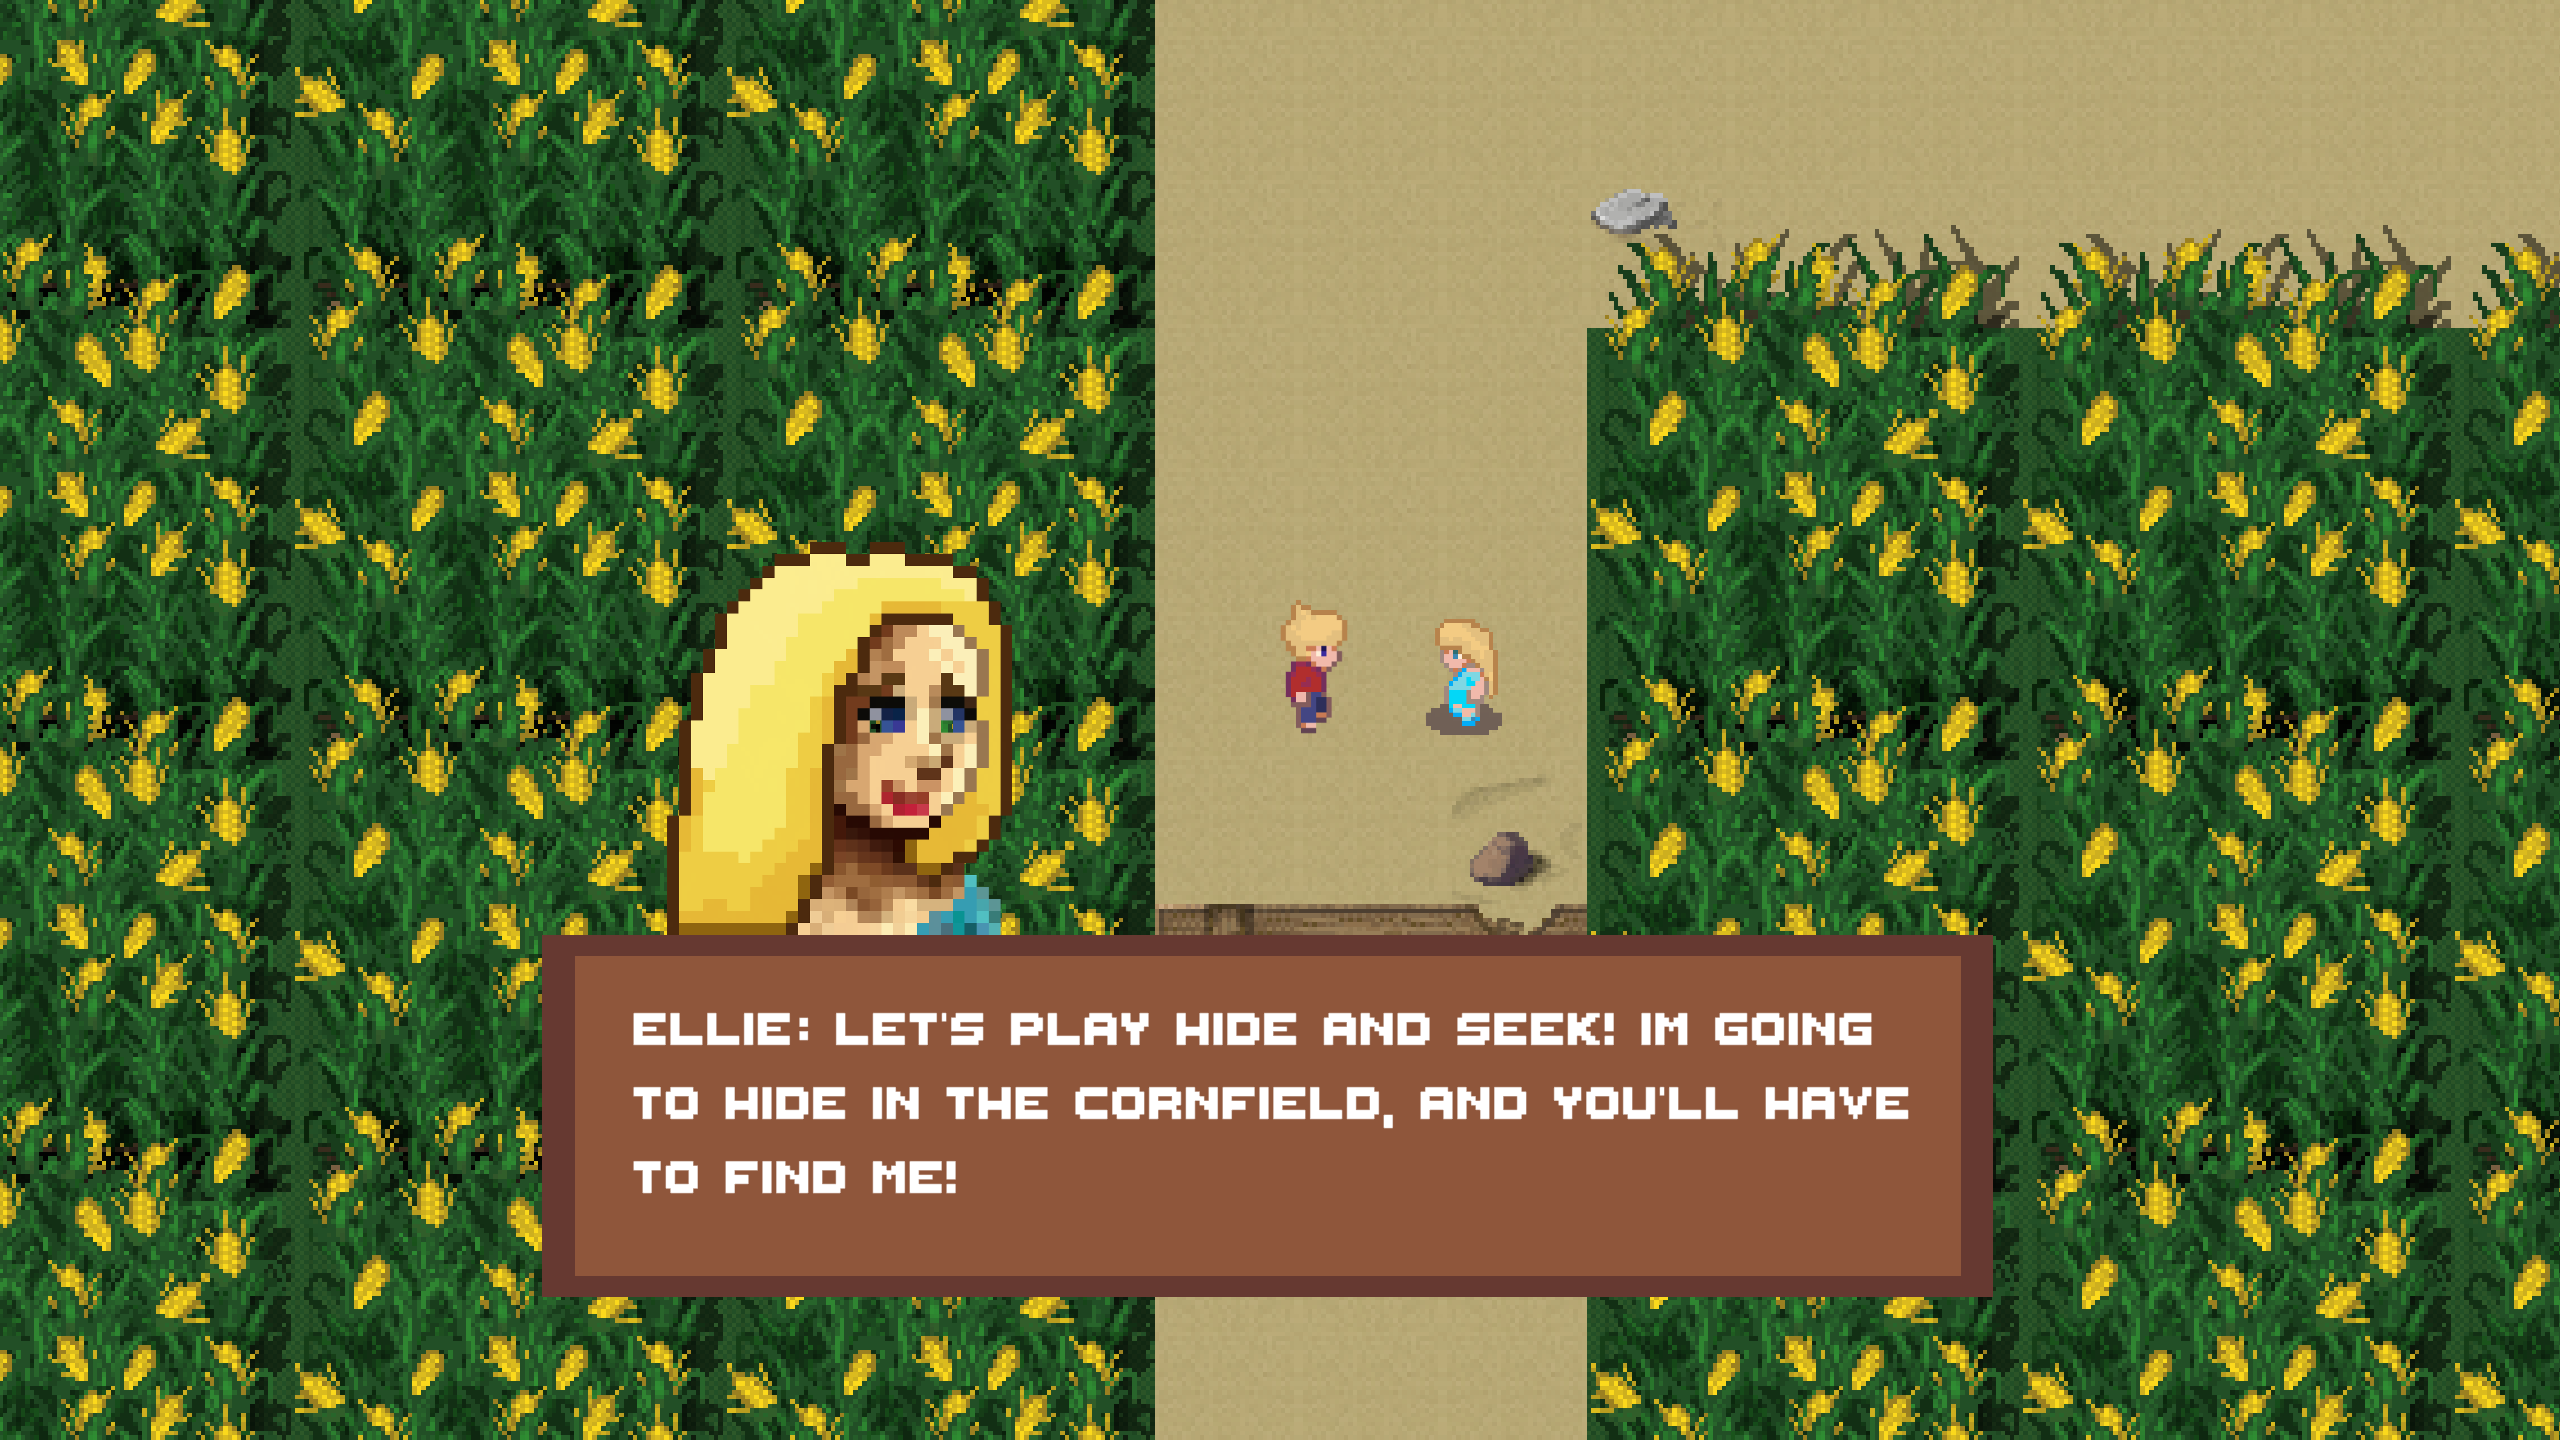 ELLIE: LET'S PLAY HIDE AND SEEK! IM GOING
TO HIDE IN THE CORNFIELD, AND YOU'LL HAVE
TO FIND ME!